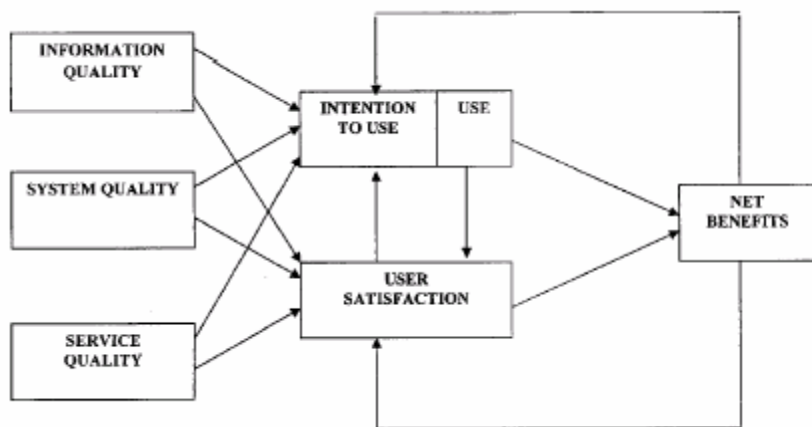 INFORMATION
QUALITY
SYSTEM QUALITY
SERVICE
QUALITY
INTENTION
TO USE
USE
USER
SATISFACTION
NET
BENEFITS